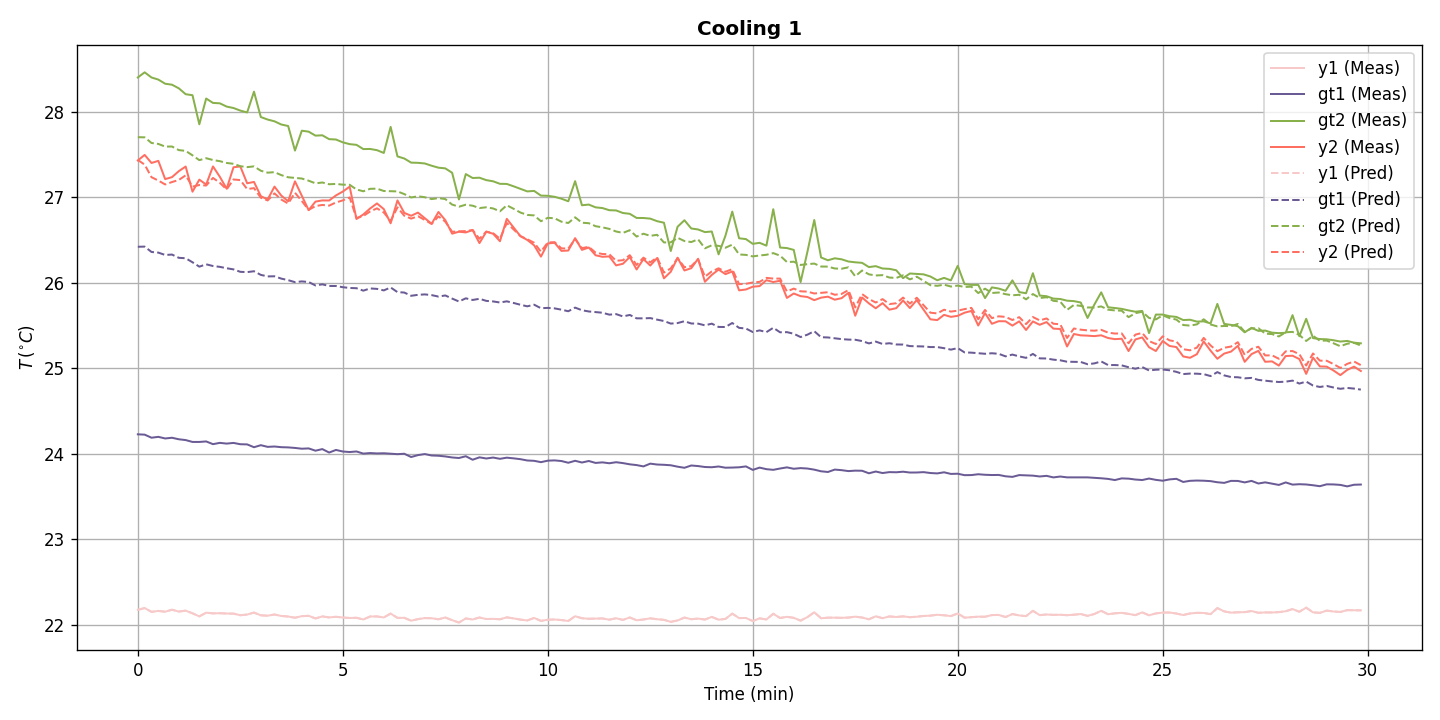 Cooling 1
y1 (Meas)
gt1 (Meas)
gt2 (Meas)
y2 (Meas)
y1 (Pred)
gt1 (Pred)
gt2 (Pred)
y2 (Pred)
T(°C)
28
27
26
25
24
23
22
0 5 10 15 20 25 30
Time (min)